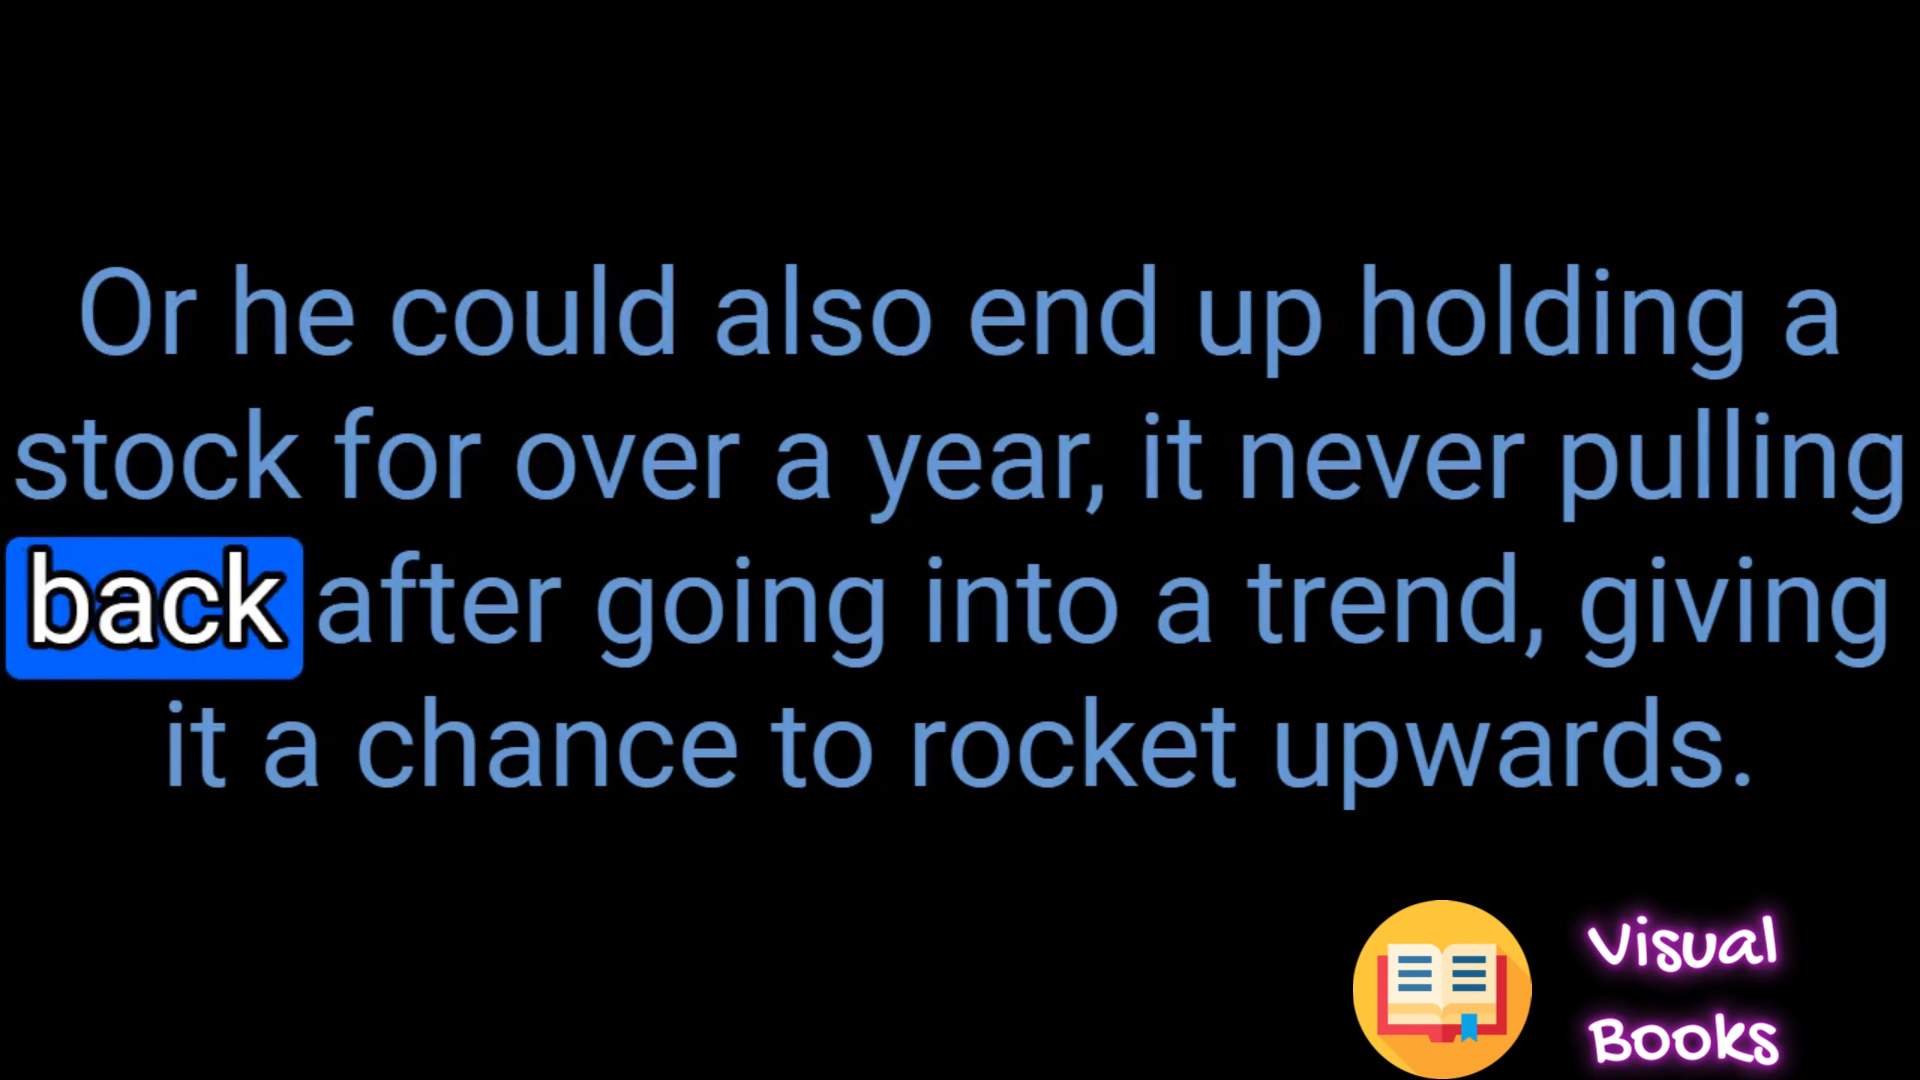 Or he could also end up holding a
stock for over a year, it never pulling
back after going into a trend, giving
it a chance to rocket upwards.
Visual
Books